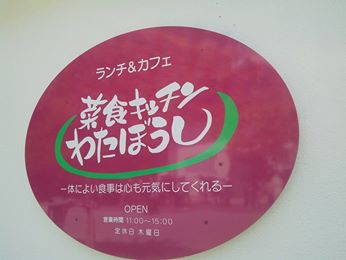 ランチ&カフェ
菜食キッチン
わたぼうし
ー体によい食事は心も元気にしてくれるー
OPEN
営業時間 11:00~15:00
定休日 木曜日